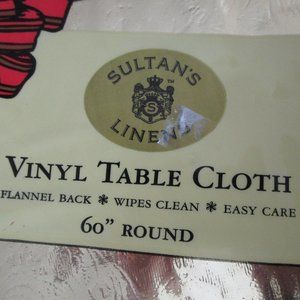 SULTAN'S
S
LINENS
VINYL TABLE CLOTH
FLANNEL BACK ❃ WIPES CLEAN ❃ EASY CARE
60" ROUND